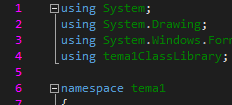 1 using System;
2 using System.Drawing;
3 using System.Windows.For
4 using tema1ClassLibrary;
5
6 namespace tema1
7 {